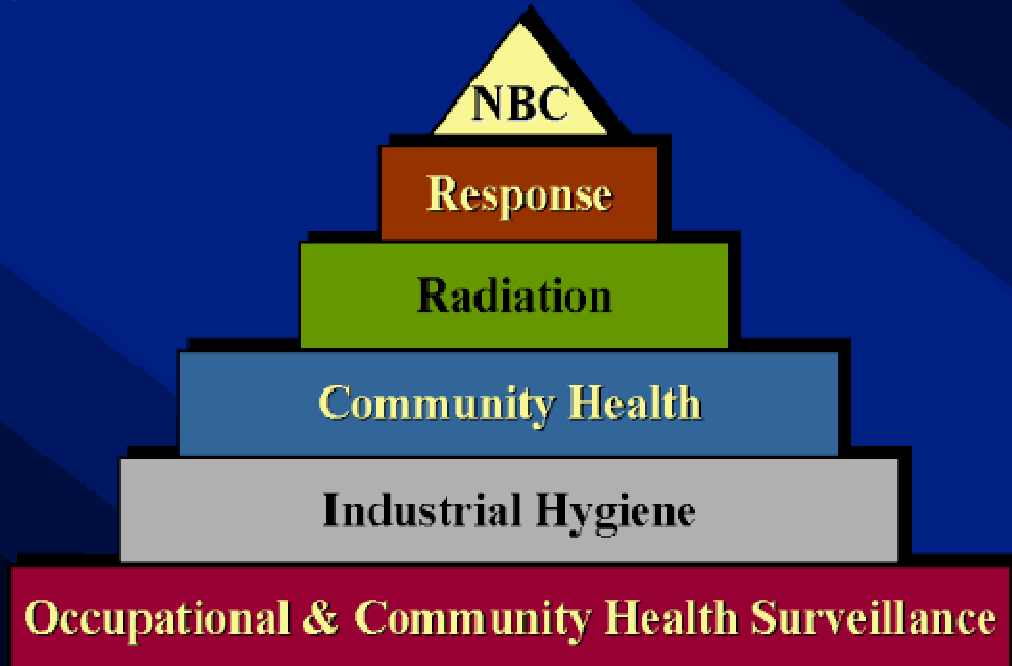 NBC
Response
Radiation
Community Health
Industrial Hygiene
Occupational & Community Health Surveillance